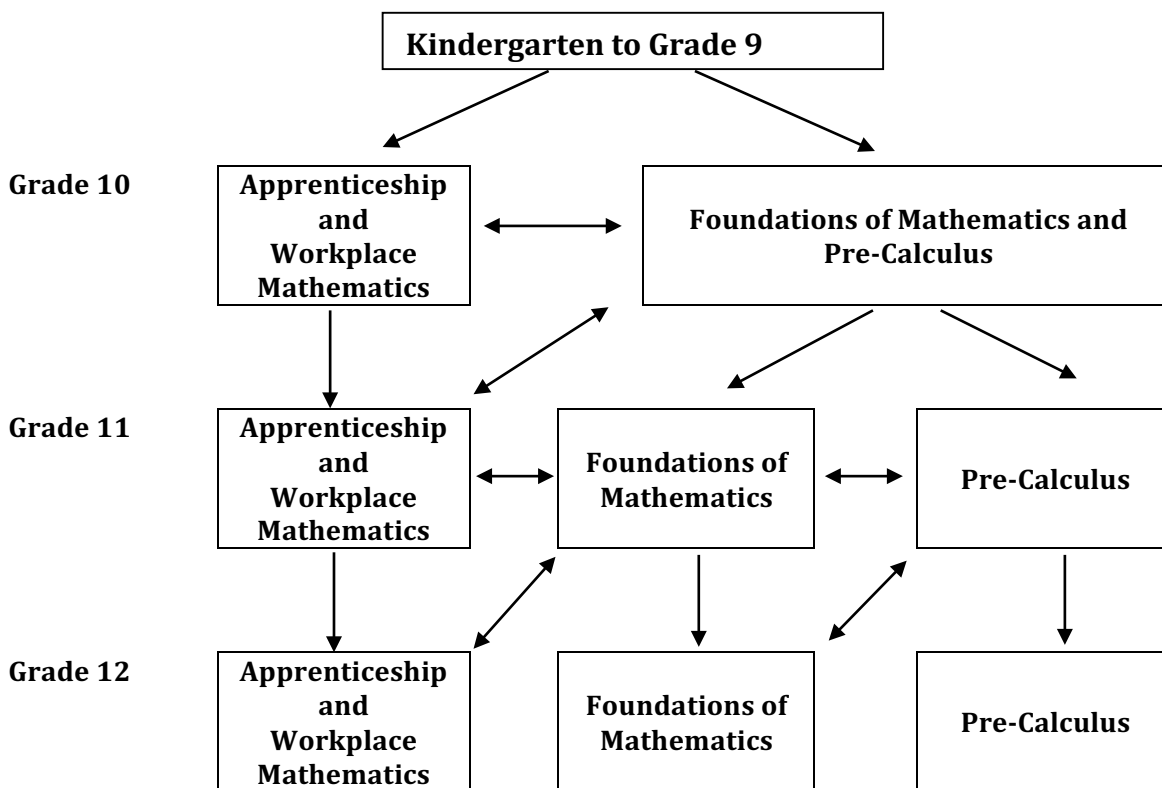 Kindergarten to Grade 9
Grade 10
Apprenticeship
and
Workplace
Mathematics
Foundations of Mathematics and
Pre-Calculus
Grade 11
Apprenticeship
and
Workplace
Mathematics
Foundations of
Mathematics
Pre-Calculus
Grade 12
Apprenticeship
and
Workplace
Mathematics
Foundations of
Mathematics
Pre-Calculus